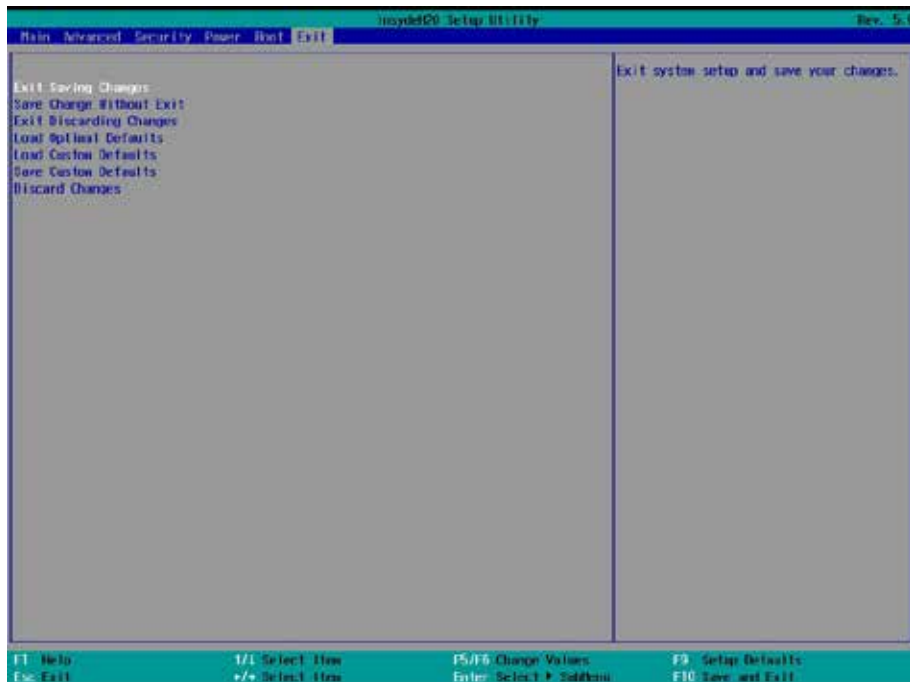 InsydeH20 Setup Utility Rev. 5.
Main Advanced Security Power Boot Exit
Exit Saving Changes
Save Change Without Exit
Exit Discarding Changes
Load Optimal Defaults
Load Custom Defaults
Save Custom Defaults
Discard Changes
Exit system setup and save your changes.
F1 Help ↑/↓ Select Item F5/F6 Change Values F9 Setup Defaults
Esc Exit ←/→ Select Item Enter Select ▶ SubMenu F10 Save and Exit